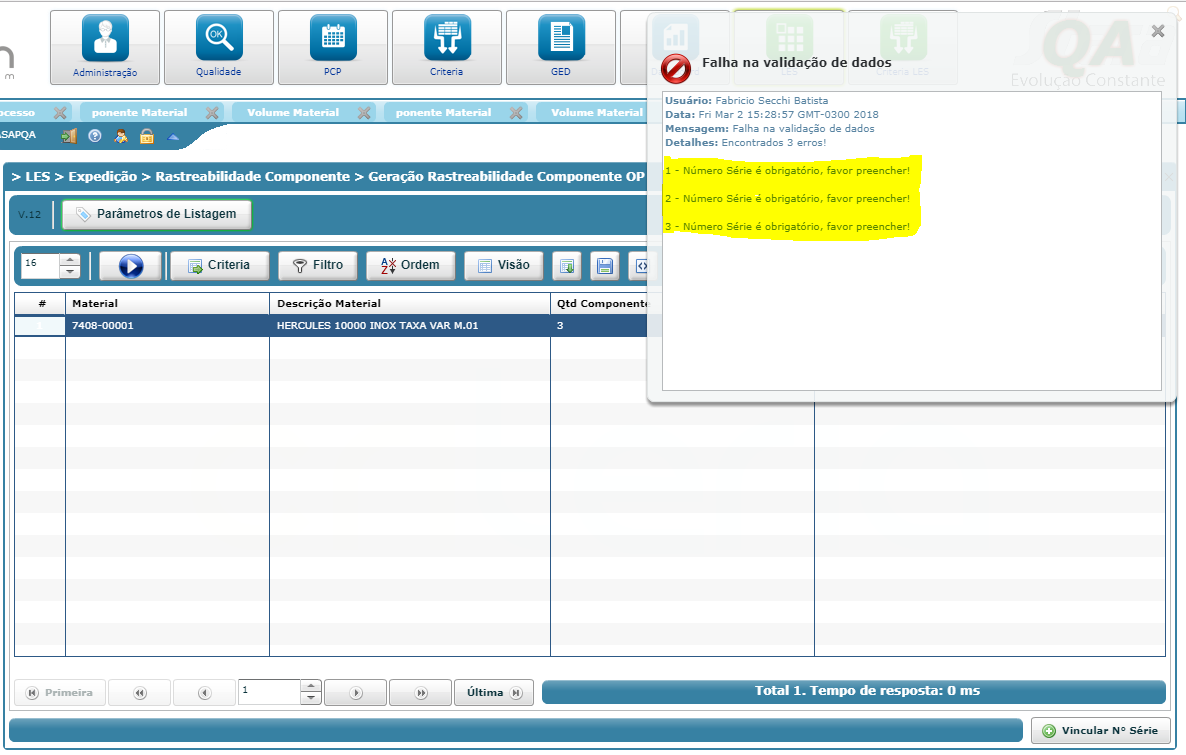 Administração
Qualidade
PCP
Criteria
GED
LES
Criteria LES
QA
Evolução Constante
n
m
ocesso
ponente Material
Volume Material
ponente Material
Volume Material
ASAPQA
> LES > Expedição > Rastreabilidade Componente > Geração Rastreabilidade Componente OP
V.12
Parâmetros de Listagem
16
Criteria
Filtro
Ordem
Visão
# Material Descrição Material Qtd Componente
1 7408-00001 HERCULES 10000 INOX TAXA VAR M.01 3
Falha na validação de dados
Usuário: Fabricio Secchi Batista
Data: Fri Mar 2 15:28:57 GMT-0300 2018
Mensagem: Falha na validação de dados
Detalhes: Encontrados 3 erros!
1 - Número Série é obrigatório, favor preencher!
2 - Número Série é obrigatório, favor preencher!
3 - Número Série é obrigatório, favor preencher!
Primeira
1
Última
Total 1. Tempo de resposta: 0 ms
Vincular N° Série